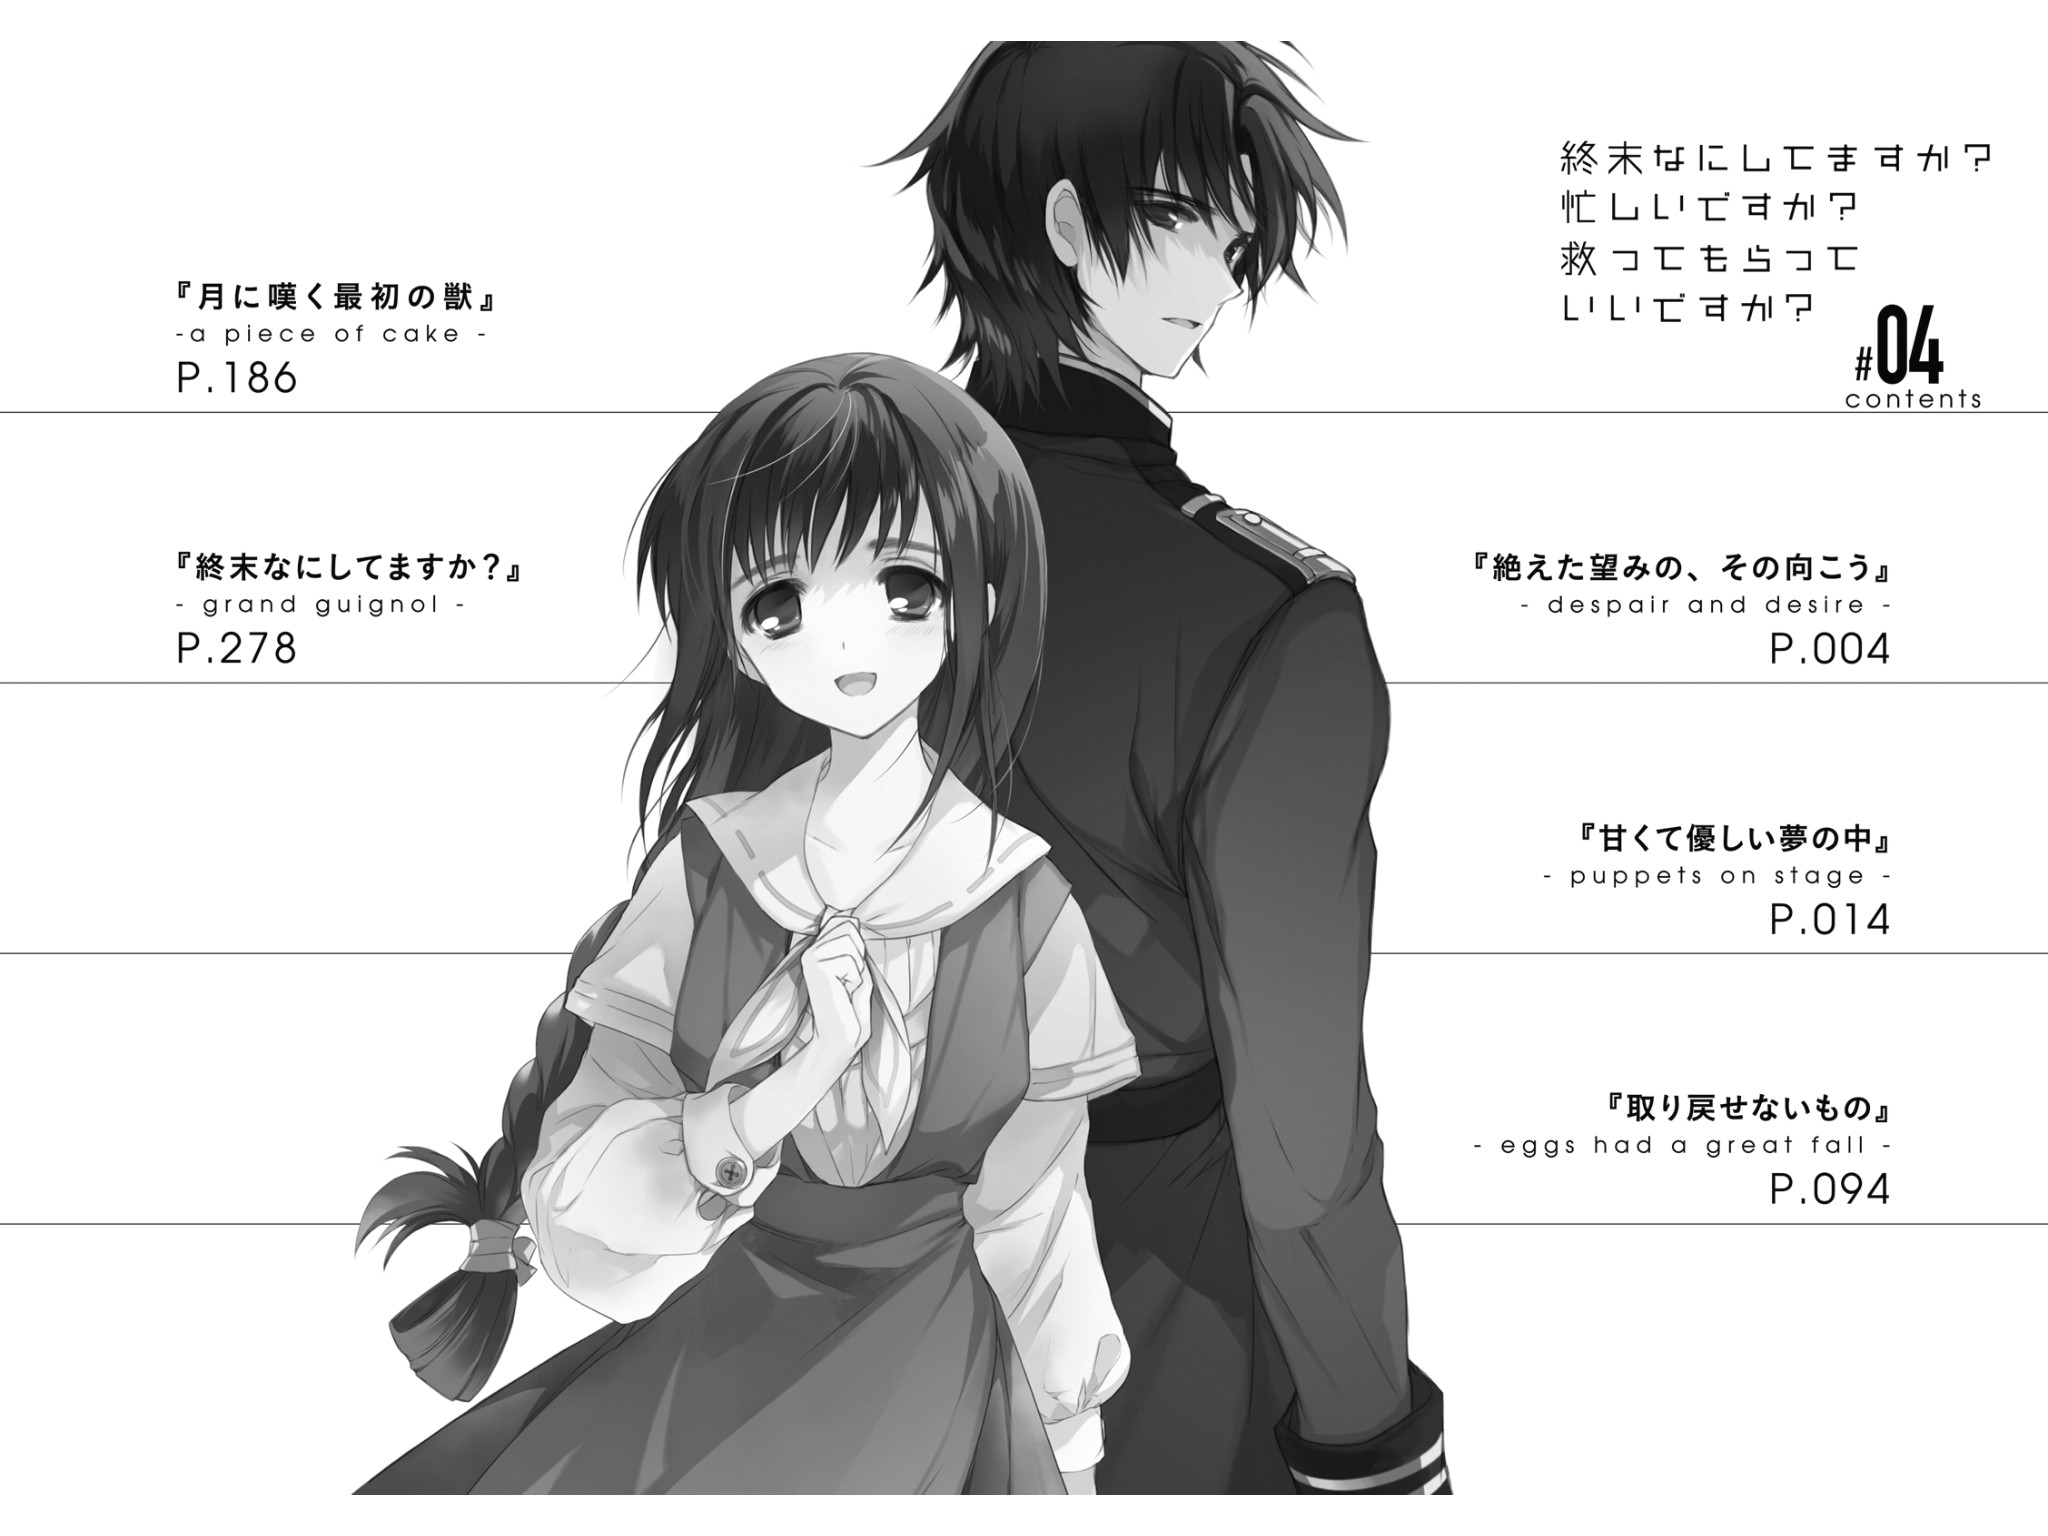 終末なにしてますか？
忙しいですか？
救ってもらって
いいですか？
#04
contents
『絶えた望みの、その向こう』
- despair and desire -
P.004
『甘くて優しい夢の中』
- puppets on stage -
P.014
『取り戻せないもの』
- eggs had a great fall -
P.094
『月に嘆く最初の獣』
-a piece of cake -
P.186
『終末なにしてますか？』
- grand guignol -
P.278